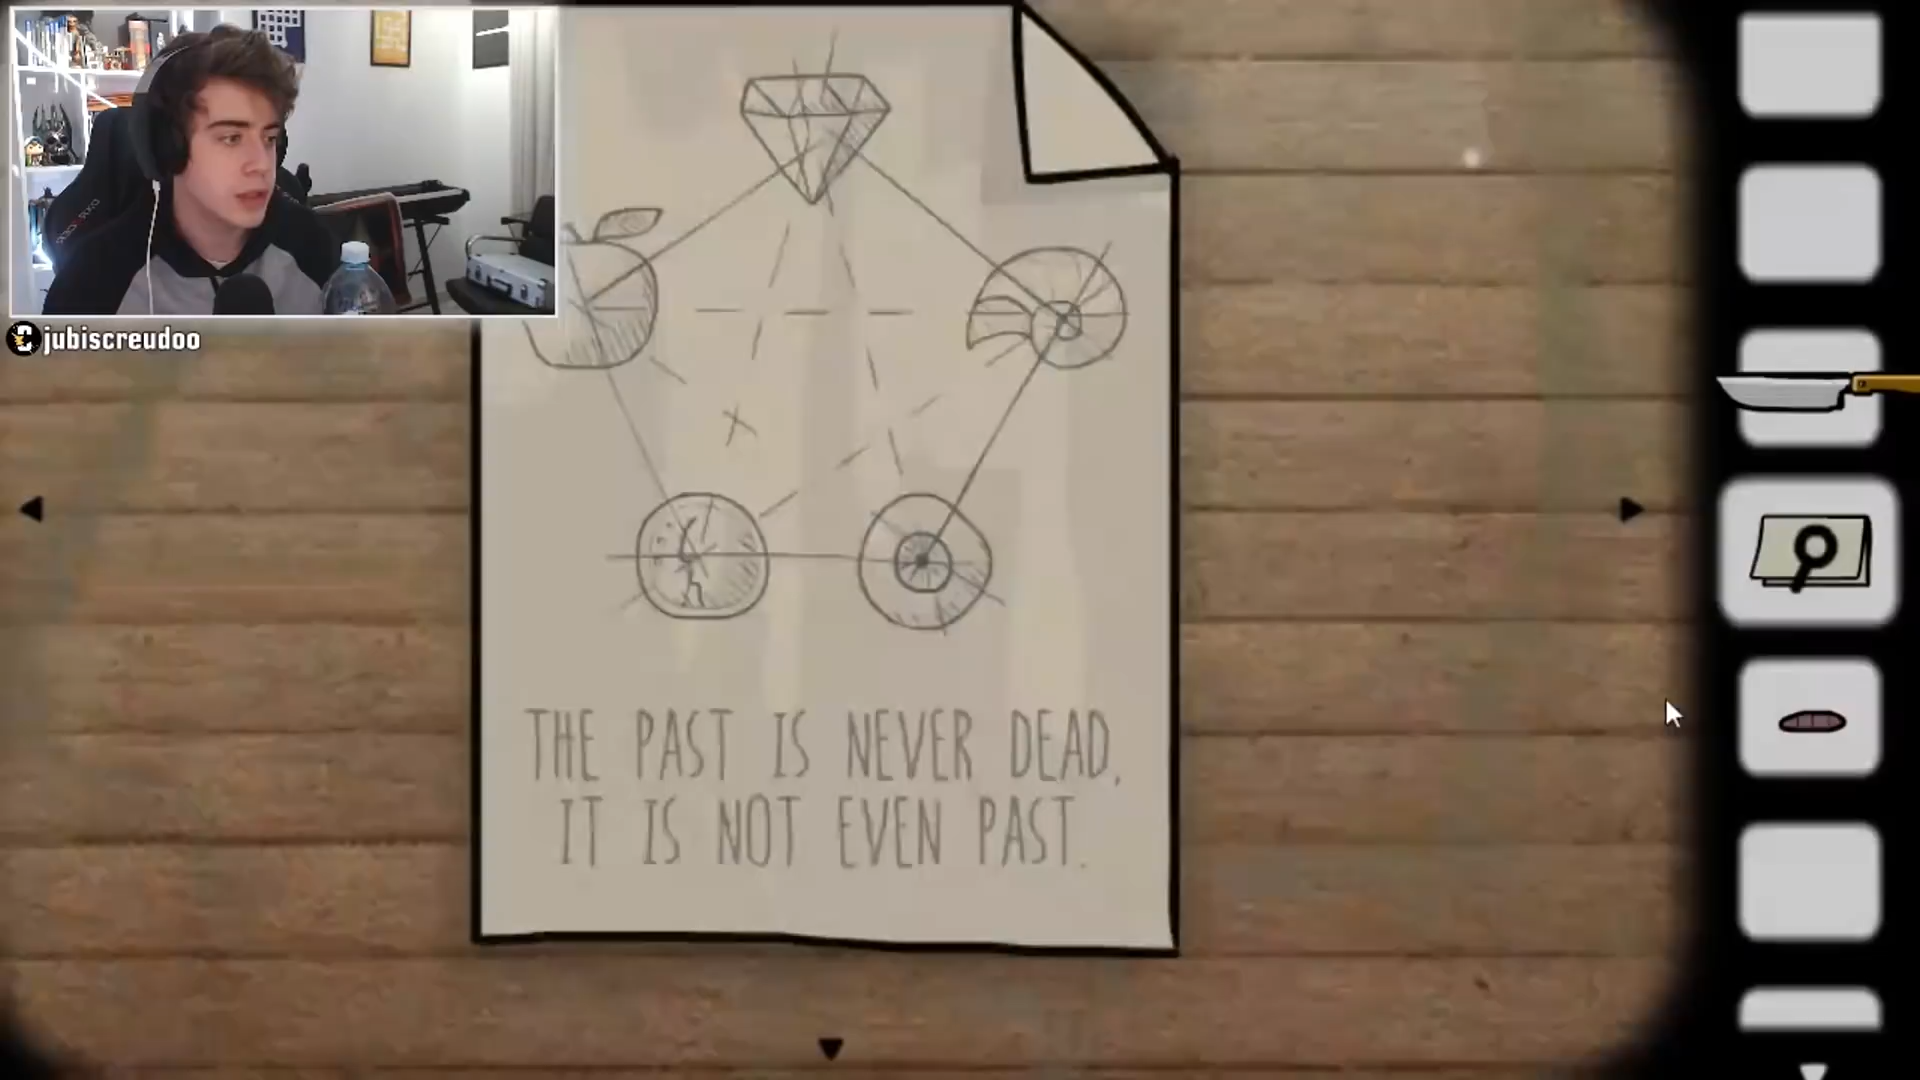 jubiscreudoo
THE PAST IS NEVER DEAD,
IT IS NOT EVEN PAST.